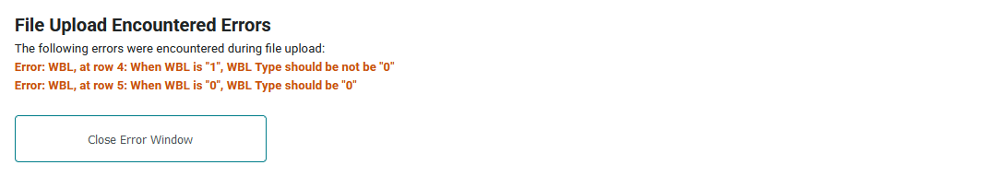 File Upload Encountered Errors
The following errors were encountered during file upload:
Error: WBL, at row 4: When WBL is "1", WBL Type should be not be "0"
Error: WBL, at row 5: When WBL is "0", WBL Type should be "0"
Close Error Window